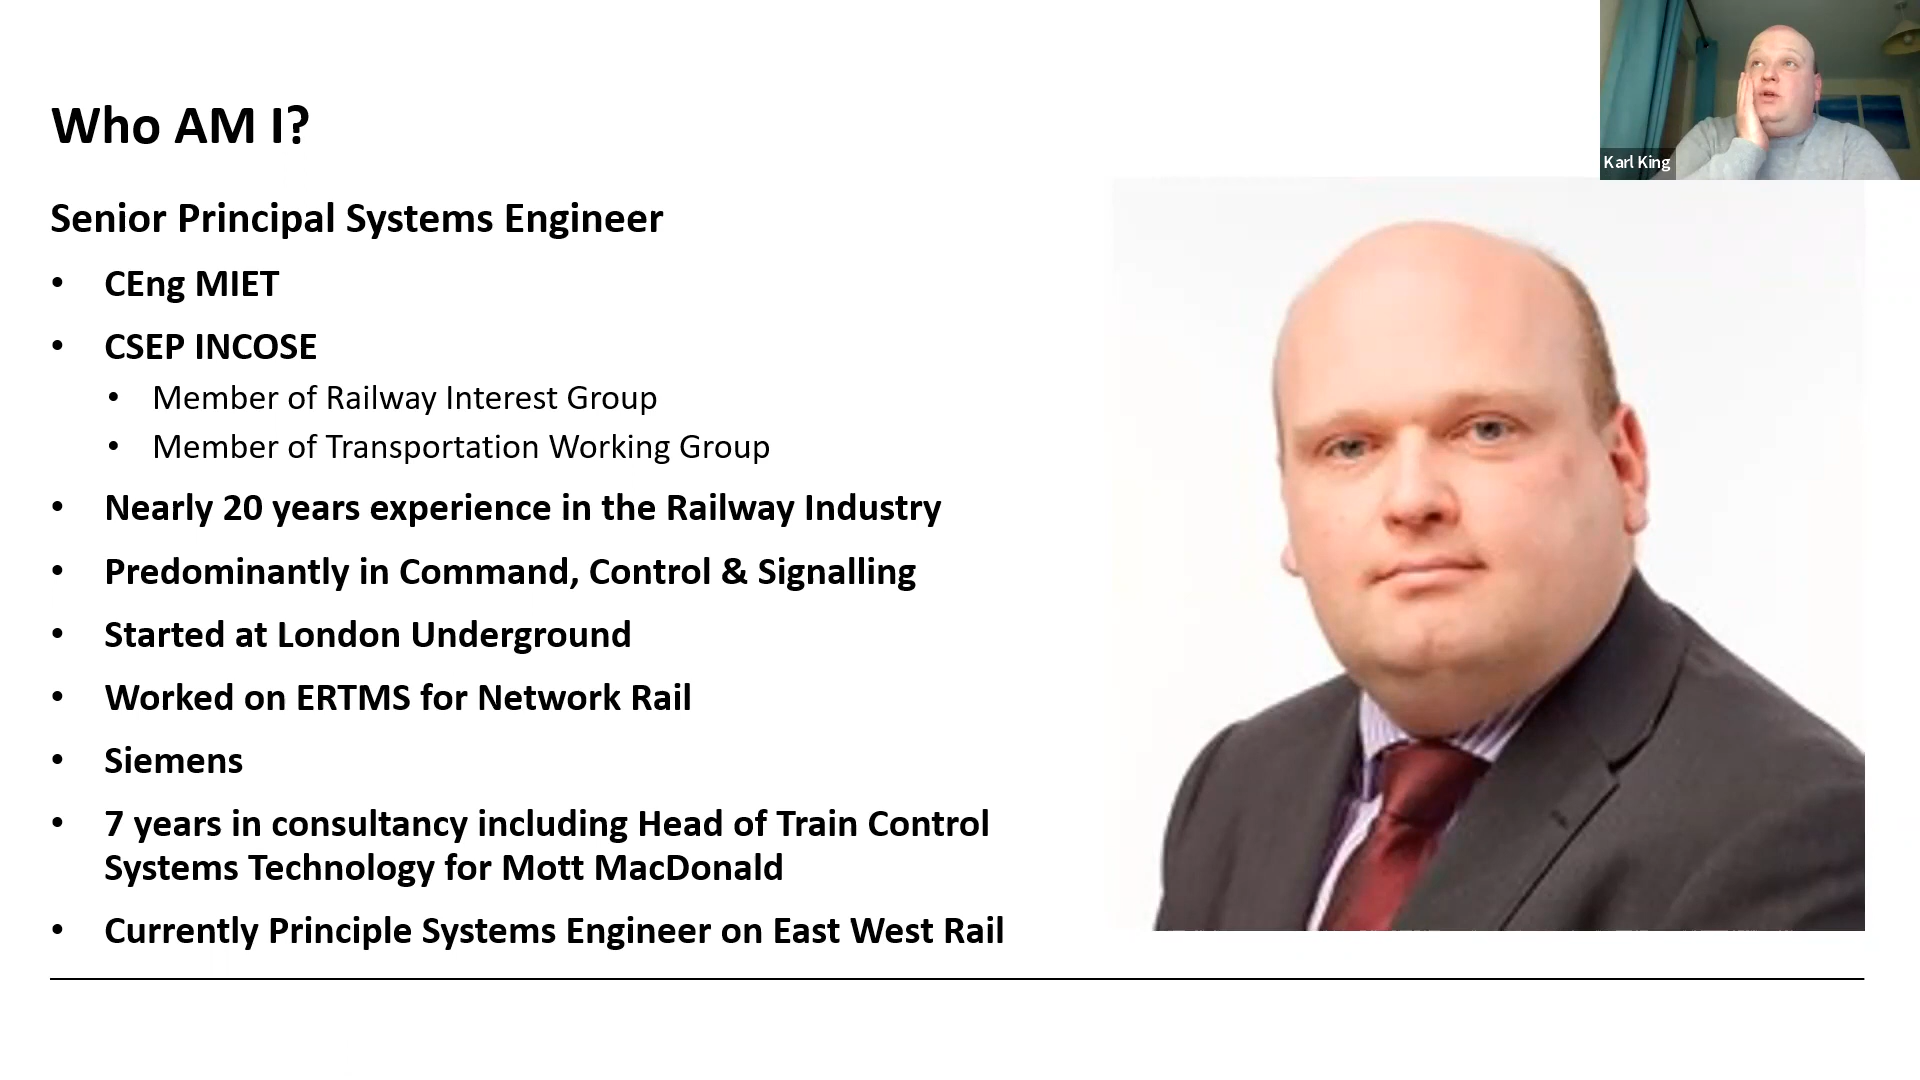 Who AM I?
Karl King
Senior Principal Systems Engineer
• CEng MIET
• CSEP INCOSE
• Member of Railway Interest Group
• Member of Transportation Working Group
• Nearly 20 years experience in the Railway Industry
• Predominantly in Command, Control & Signalling
• Started at London Underground
• Worked on ERTMS for Network Rail
• Siemens
• 7 years in consultancy including Head of Train Control
Systems Technology for Mott MacDonald
• Currently Principle Systems Engineer on East West Rail